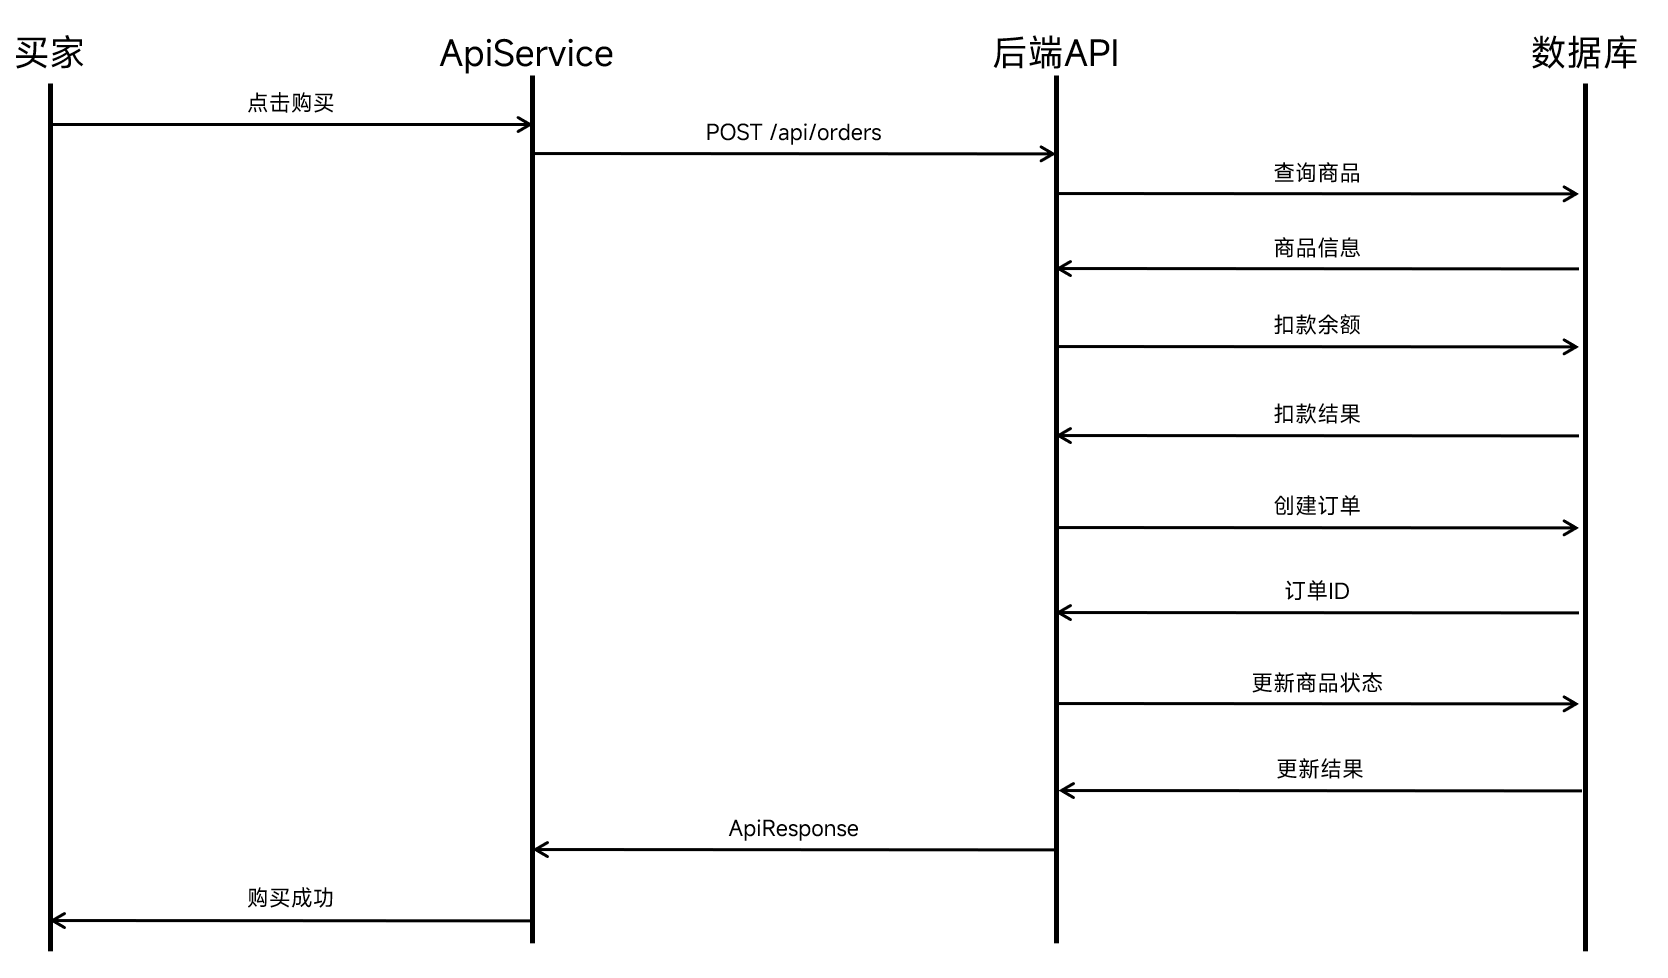 买家
ApiService
后端API
数据库
点击购买
POST /api/orders
查询商品
商品信息
扣款余额
扣款结果
创建订单
订单ID
更新商品状态
更新结果
ApiResponse
购买成功